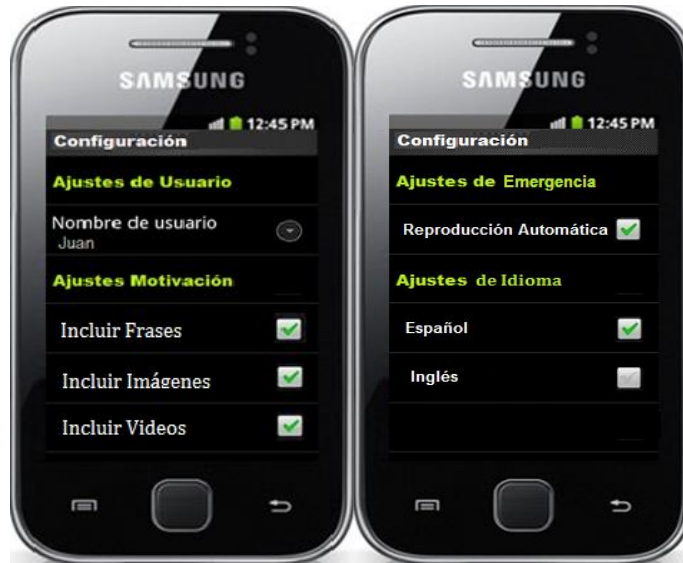 SAMSUNG
12:45 PM
Configuración
Ajustes de Usuario
Nombre de usuario
Juan
Ajustes Motivación
Incluir Frases
Incluir Imágenes
Incluir Videos
SAMSUNG
12:45 PM
Configuración
Ajustes de Emergencia
Reproducción Automática
Ajustes de Idioma
Español
Inglés